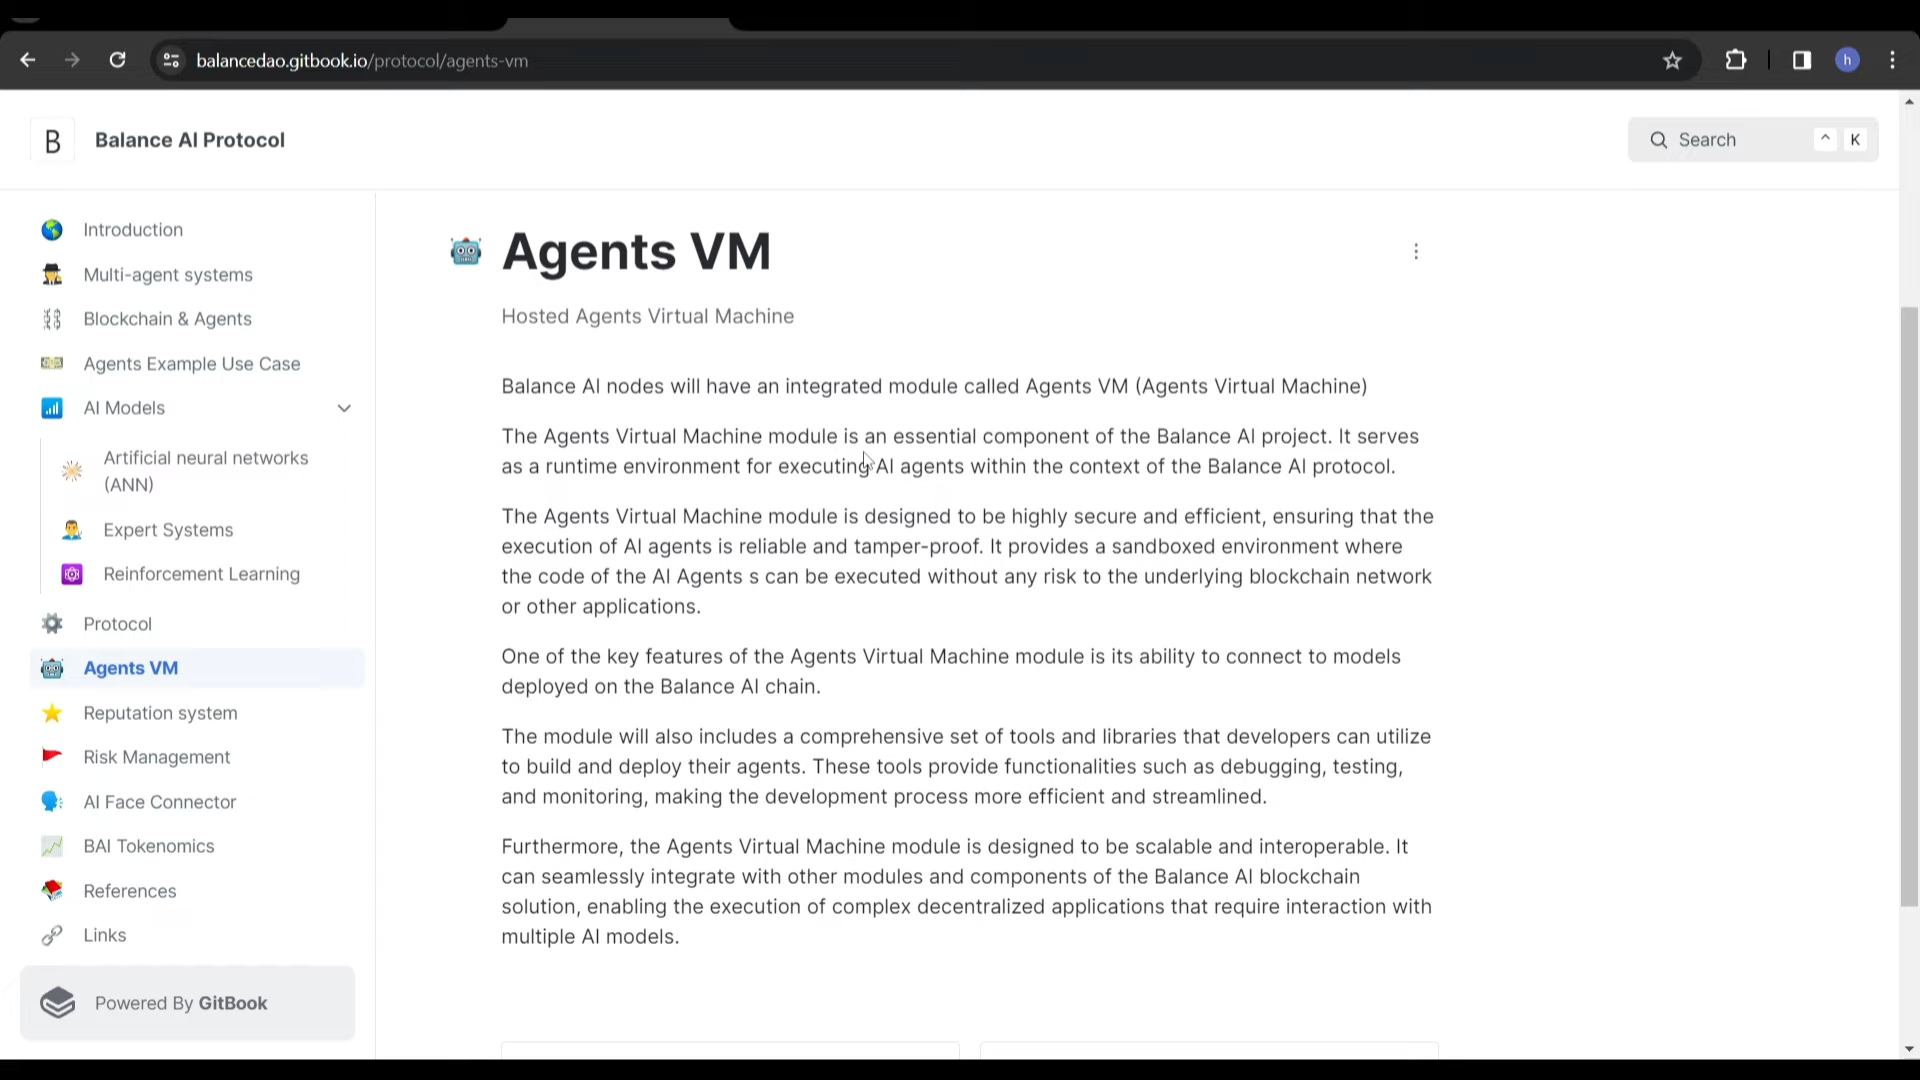 balancedao.gitbook.io/protocol/agents-vm
h
B
Balance AI Protocol
Search
^ K
Introduction
Multi-agent systems
Blockchain & Agents
Agents Example Use Case
AI Models
Artificial neural networks
(ANN)
Expert Systems
Reinforcement Learning
Protocol
Agents VM
Reputation system
Risk Management
AI Face Connector
BAI Tokenomics
References
Links
Powered By GitBook
Agents VM
Hosted Agents Virtual Machine
Balance AI nodes will have an integrated module called Agents VM (Agents Virtual Machine)
The Agents Virtual Machine module is an essential component of the Balance AI project. It serves
as a runtime environment for executing AI agents within the context of the Balance AI protocol.
The Agents Virtual Machine module is designed to be highly secure and efficient, ensuring that the
execution of AI agents is reliable and tamper-proof. It provides a sandboxed environment where
the code of the AI Agents s can be executed without any risk to the underlying blockchain network
or other applications.
One of the key features of the Agents Virtual Machine module is its ability to connect to models
deployed on the Balance AI chain.
The module will also includes a comprehensive set of tools and libraries that developers can utilize
to build and deploy their agents. These tools provide functionalities such as debugging, testing,
and monitoring, making the development process more efficient and streamlined.
Furthermore, the Agents Virtual Machine module is designed to be scalable and interoperable. It
can seamlessly integrate with other modules and components of the Balance AI blockchain
solution, enabling the execution of complex decentralized applications that require interaction with
multiple AI models.